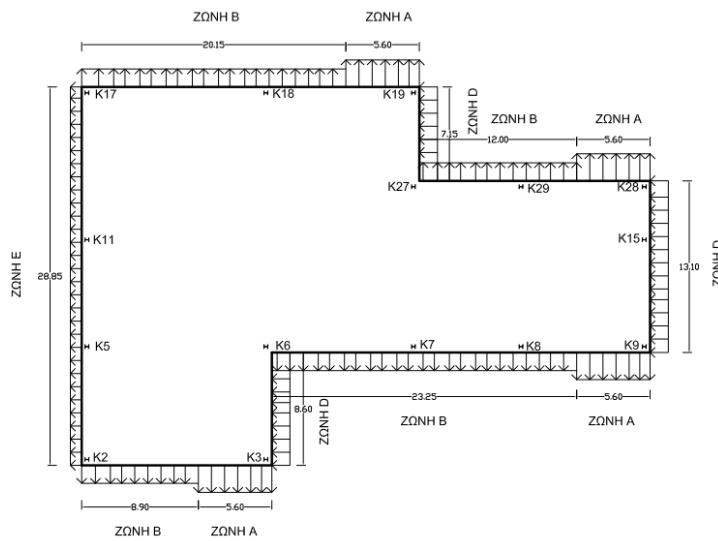 ΖΩΝΗ Β ΖΩΝΗ Α
20.15 5.60
K17 K18 K19
7.15
ΖΩΝΗ D
ΖΩΝΗ Β ΖΩΝΗ Α
12.00 5.60
K27 K29 K28
K11 K15
ΖΩΝΗ Ε
28.85
13.10
ΖΩΝΗ D
K5 K6 K7 K8 K9
23.25 5.60
8.60
ΖΩΝΗ D
ΖΩΝΗ Β ΖΩΝΗ Α
K2 K3
8.90 5.60
ΖΩΝΗ Β ΖΩΝΗ Α